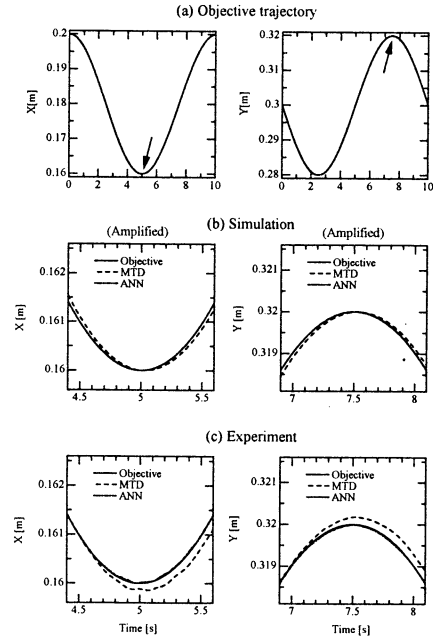 (a) Objective trajectory
0.2
0.19
0.18
0.17
0.16
X[m]
0 2 4 6 8 10
0.32
0.3
0.28
Y[m]
0 2 4 6 8 10
(b) Simulation
(Amplified)
Objective
MTD
ANN
0.162
0.161
0.16
X [m]
4.5 5 5.5
(Amplified)
Objective
MTD
ANN
0.321
0.32
0.319
Y [m]
7 7.5 8
(c) Experiment
Objective
MTD
ANN
0.162
0.161
0.16
X [m]
4.5 5 5.5
Time [s]
Objective
MTD
ANN
0.321
0.32
0.319
Y [m]
7 7.5 8
Time [s]